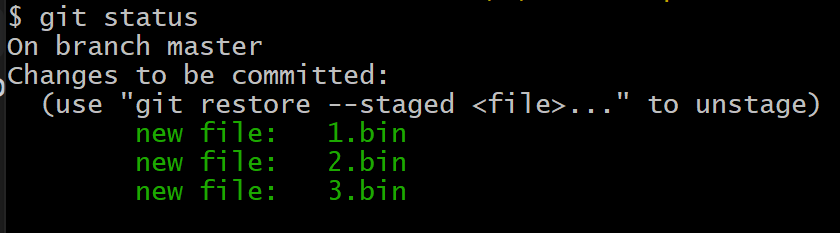 $ git status
On branch master
Changes to be committed:
  (use "git restore --staged <file>..." to unstage)
        new file:   1.bin
        new file:   2.bin
        new file:   3.bin